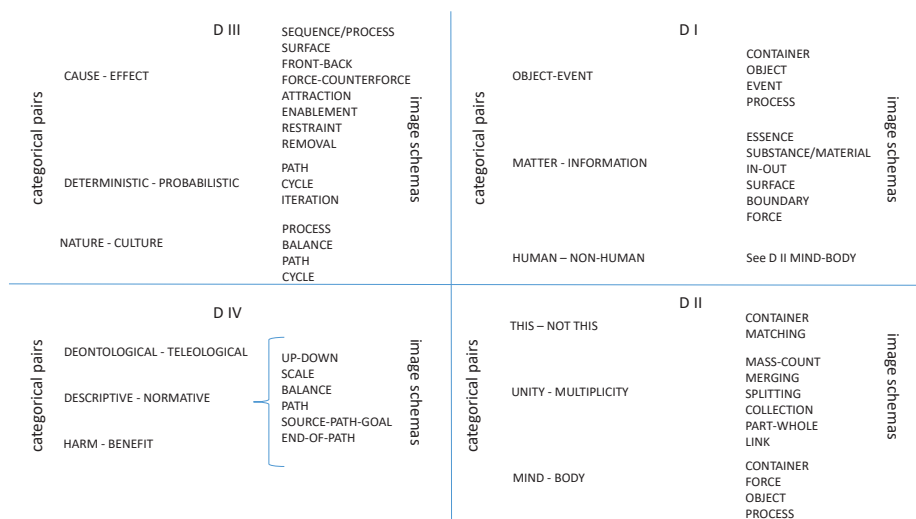 D III
categorical pairs
CAUSE - EFFECT
SEQUENCE/PROCESS
SURFACE
FRONT-BACK
FORCE-COUNTERFORCE
ATTRACTION
ENABLEMENT
RESTRAINT
REMOVAL
DETERMINISTIC - PROBABILISTIC
PATH
CYCLE
ITERATION
NATURE - CULTURE
PROCESS
BALANCE
PATH
CYCLE
image schemas
D I
categorical pairs
OBJECT-EVENT
CONTAINER
OBJECT
EVENT
PROCESS
MATTER - INFORMATION
ESSENCE
SUBSTANCE/MATERIAL
IN-OUT
SURFACE
BOUNDARY
FORCE
HUMAN – NON-HUMAN
See D II MIND-BODY
image schemas
D IV
categorical pairs
DEONTOLOGICAL - TELEOLOGICAL
DESCRIPTIVE - NORMATIVE
HARM - BENEFIT
UP-DOWN
SCALE
BALANCE
PATH
SOURCE-PATH-GOAL
END-OF-PATH
image schemas
D II
categorical pairs
THIS – NOT THIS
CONTAINER
MATCHING
UNITY - MULTIPLICITY
MASS-COUNT
MERGING
SPLITTING
COLLECTION
PART-WHOLE
LINK
MIND - BODY
CONTAINER
FORCE
OBJECT
PROCESS
image schemas